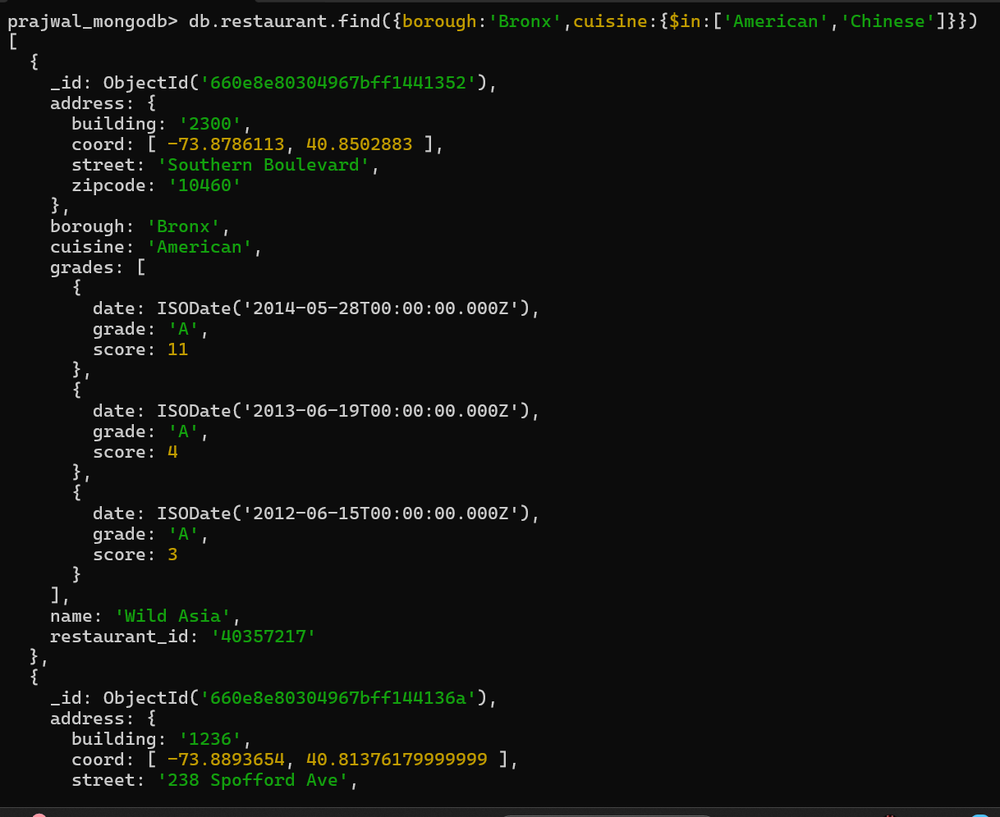 prajwal_mongodb> db.restaurant.find({borough:'Bronx',cuisine:{$in:['American','Chinese']}})
[
  {
    _id: ObjectId('660e8e80304967bff1441352'),
    address: {
      building: '2300',
      coord: [ -73.8786113, 40.8502883 ],
      street: 'Southern Boulevard',
      zipcode: '10460'
    },
    borough: 'Bronx',
    cuisine: 'American',
    grades: [
      {
        date: ISODate('2014-05-28T00:00:00.000Z'),
        grade: 'A',
        score: 11
      },
      {
        date: ISODate('2013-06-19T00:00:00.000Z'),
        grade: 'A',
        score: 4
      },
      {
        date: ISODate('2012-06-15T00:00:00.000Z'),
        grade: 'A',
        score: 3
      }
    ],
    name: 'Wild Asia',
    restaurant_id: '40357217'
  },
  {
    _id: ObjectId('660e8e80304967bff144136a'),
    address: {
      building: '1236',
      coord: [ -73.8893654, 40.81376179999999 ],
      street: '238 Spofford Ave',